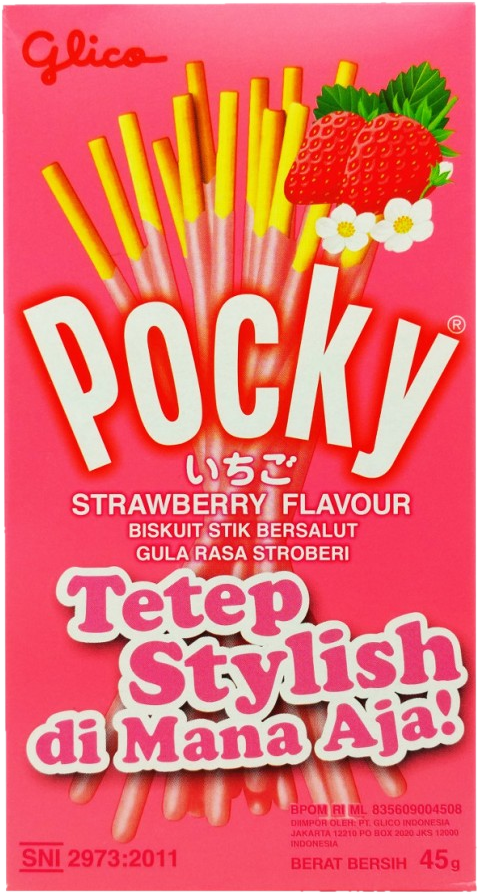 Glico
Pocky®
いちご
STRAWBERRY FLAVOUR
BISKUIT STIK BERSALUT
GULA RASA STROBERI
Tetep
Stylish
di Mana Aja!
BPOM RI ML 835609004508
DIIMPOR OLEH: PT. GLICO INDONESIA
JAKARTA 12210 PO BOX 2020 JKS 12000
INDONESIA
SNI 2973:2011
BERAT BERSIH 45g